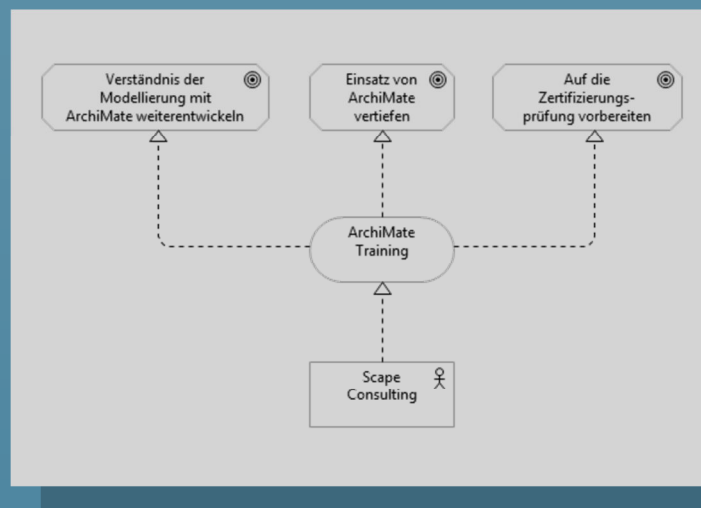 Verständnis der
Modellierung mit
ArchiMate weiterentwickeln
Einsatz von
ArchiMate
vertiefen
Auf die
Zertifizierungs-
prüfung vorbereiten
ArchiMate
Training
Scape
Consulting